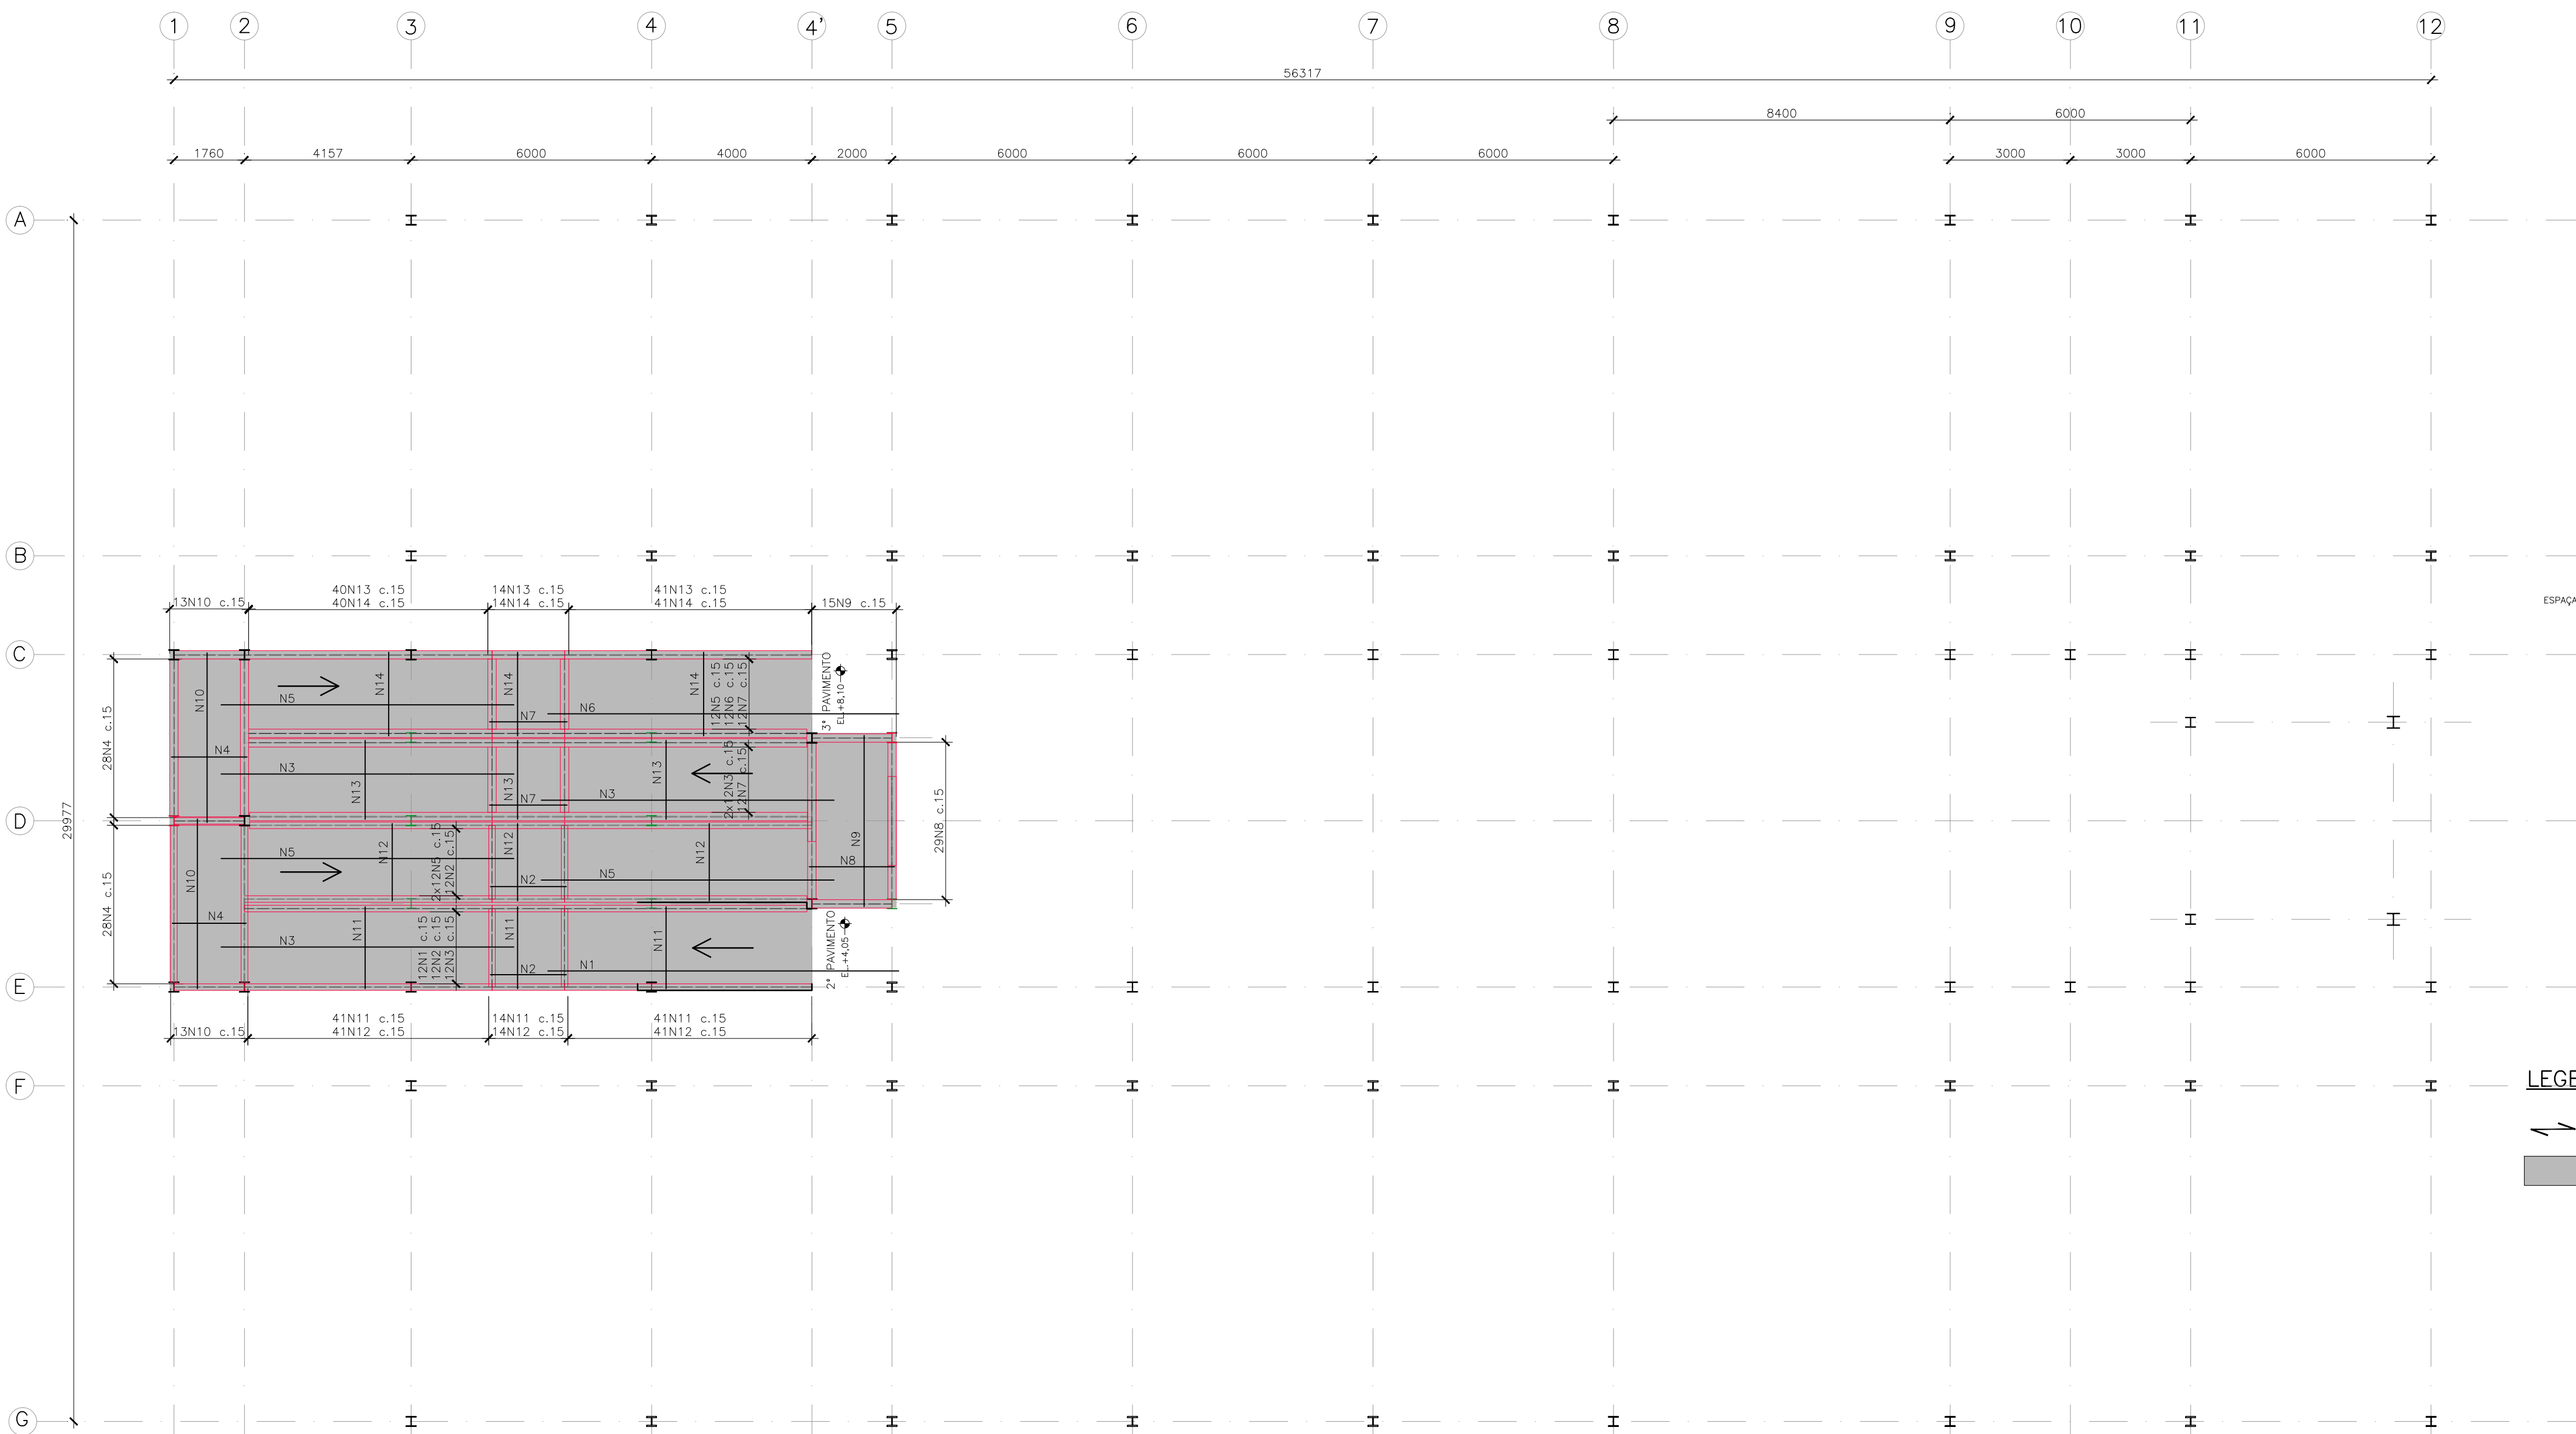 1 2 3 4 4' 5 6 7 8 9 10 11 12
56317
8400 6000
1760 4157 6000 4000 2000 6000 6000 6000 3000 3000 6000
A
B
40N13 c.15 14N13 c.15 41N13 c.15
13N10 c.15 40N14 c.15 14N14 c.15 41N14 c.15 15N9 c.15
ESPAÇA
C
28N4 c.15
N10
N14
N14
N14
12N5 c.15
12N6 c.15
12N7 c.15
3° PAVIMENTO
EL.+8,10
N5
N6
N7
N4
N3
N13
N13
N13
2x12N3 c.15
12N7 c.15
N3
N7
29977
D
28N4 c.15
N10
N12
N12
N12
2x12N5 c.15
12N2 c.15
N9
29N8 c.15
N5
N8
N5
N2
N4
N3
N11
N11
N11
12N1 c.15
12N2 c.15
12N3 c.15
2° PAVIMENTO
EL.+4,05
N1
N2
E
41N11 c.15 14N11 c.15 41N11 c.15
13N10 c.15 41N12 c.15 14N12 c.15 41N12 c.15
F
LEGE
G